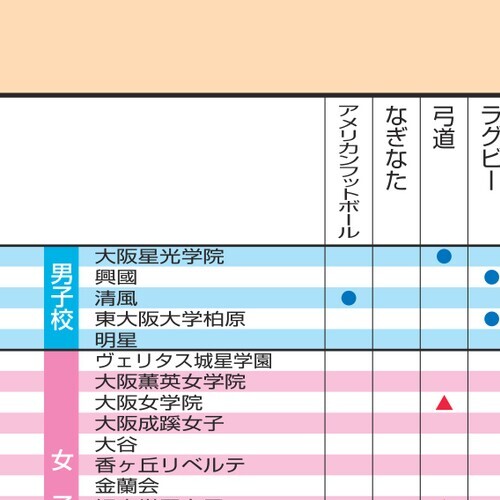 アメリカンフットボール
なぎなた
弓道
ラグビー
男子校
大阪星光学院
興國
清風
東大阪大学柏原
明星
女
ヴェリタス城星学園
大阪薫英女学院
大阪女学院
大阪成蹊女子
大谷
香ヶ丘リベルテ
金蘭会